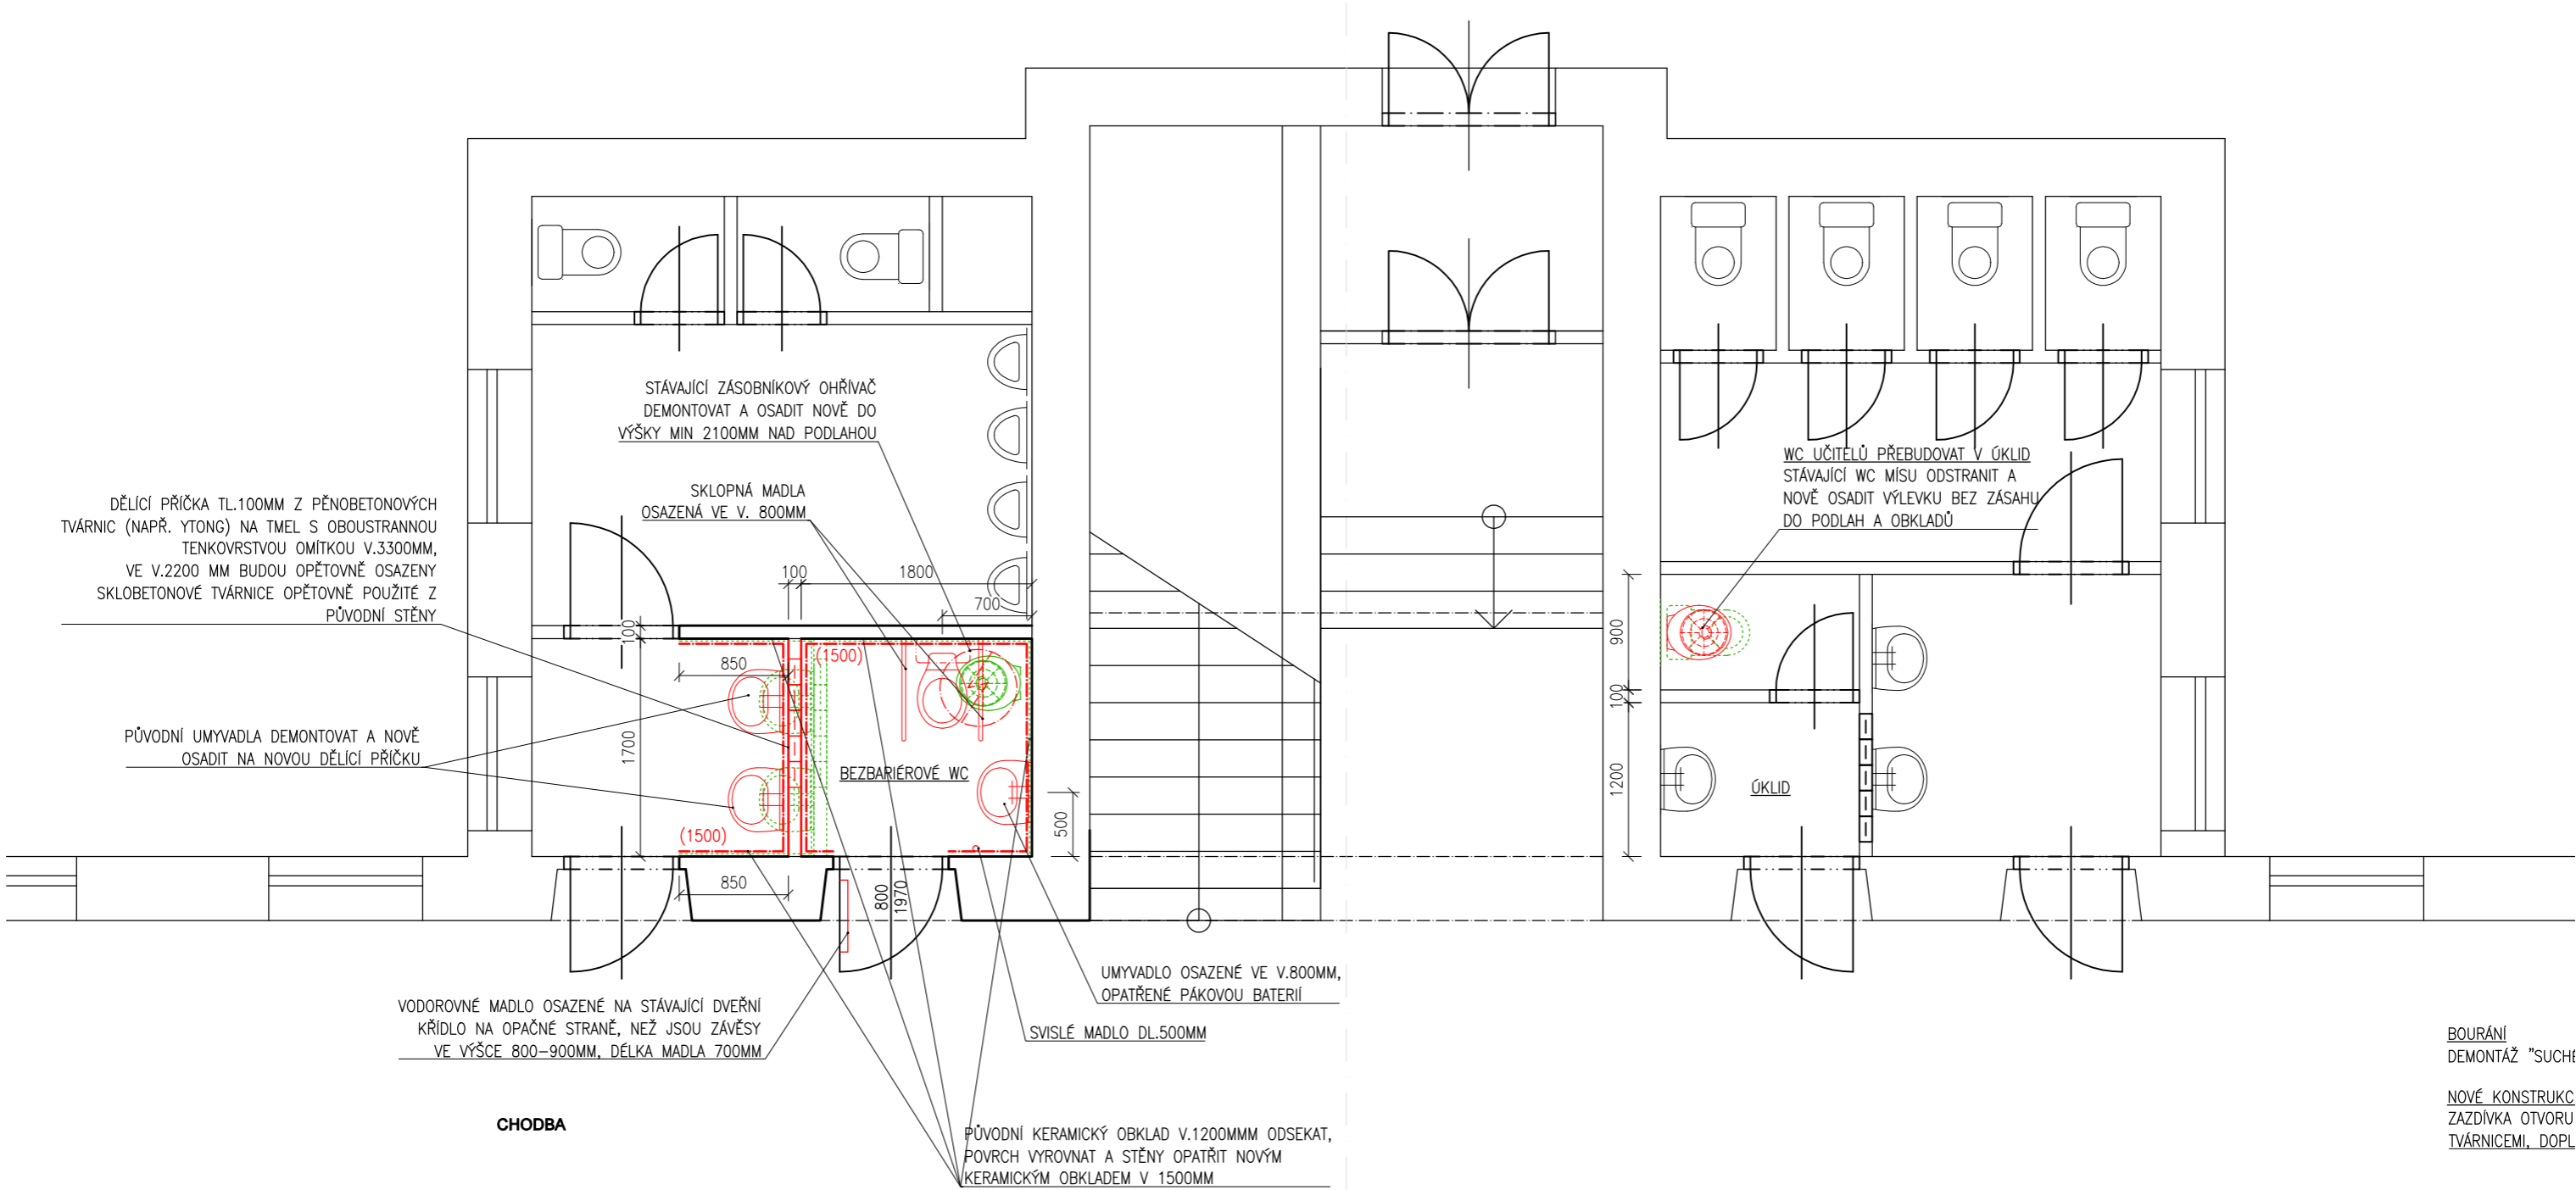 STÁVAJÍCÍ ZÁSOBNÍKOVÝ OHŘÍVAČ
DEMONTOVAT A OSADIT NOVĚ DO
VÝŠKY MIN 2100MM NAD PODLAHOU
SKLOPNÁ MADLA
OSAZENÁ VE V. 800MM
DĚLÍCÍ PŘÍČKA TL.100MM Z PĚNOBETONOVÝCH
TVÁRNIC (NAPŘ. YTONG) NA TMEL S OBOUSTRANNOU
TENKOVRSTVOU OMÍTKOU V.3300MM,
VE V.2200 MM BUDOU OPĚTOVNĚ OSAZENY
SKLOBETONOVÉ TVÁRNICE OPĚTOVNĚ POUŽITÉ Z
PŮVODNÍ STĚNY
PŮVODNÍ UMYVADLA DEMONTOVAT A NOVĚ
OSADIT NA NOVOU DĚLÍCÍ PŘÍČKU
100
1800
700
100
850
(1500)
1700
BEZBARIÉROVÉ WC
(1500)
500
850
800
1970
WC UČITELŮ PŘEBUDOVAT V ÚKLID
STÁVAJÍCÍ WC MÍSU ODSTRANIT A
NOVĚ OSADIT VÝLEVKU BEZ ZÁSAHU
DO PODLAH A OBKLADŮ
900
100
1200
ÚKLID
UMYVADLO OSAZENÉ VE V.800MM,
OPATŘENÉ PÁKOVOU BATERIÍ
SVISLÉ MADLO DL.500MM
VODOROVNÉ MADLO OSAZENÉ NA STÁVAJÍCÍ DVEŘNÍ
KŘÍDLO NA OPAČNÉ STRANĚ, NEŽ JSOU ZÁVĚSY
VE VÝŠCE 800-900MM, DÉLKA MADLA 700MM
CHODBA
PŮVODNÍ KERAMICKÝ OBKLAD V.1200MMM ODSEKAT,
POVRCH VYROVNAT A STĚNY OPATŘIT NOVÝM
KERAMICKÝM OBKLADEM V 1500MM
BOURÁNÍ
DEMONTÁŽ "SUCHÉ
NOVÉ KONSTRUKC
ZAZDÍVKA OTVORU
TVÁRNICEMI, DOPL